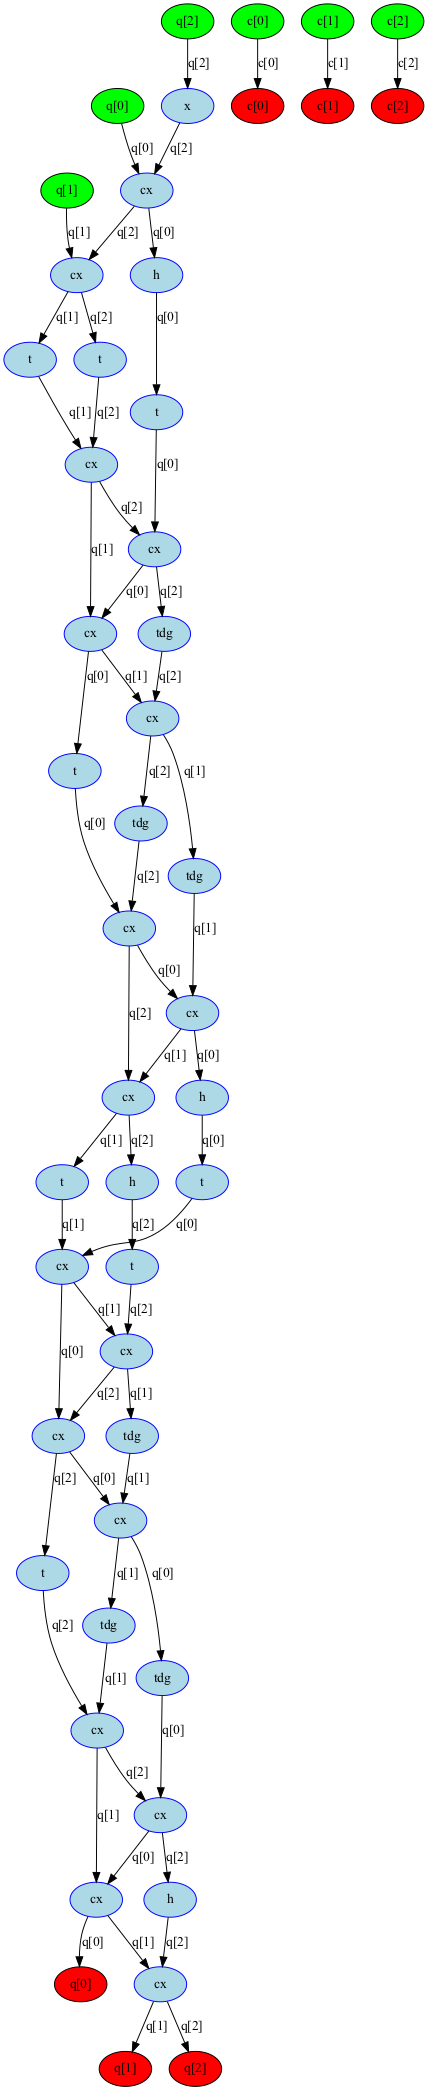 q[2] c[0] c[1] c[2]
q[2] c[0] c[1] c[2]
q[0] x c[0] c[1] c[2]
q[0] q[2]
q[1] cx
q[1] q[2] q[0]
cx h
q[1] q[2] q[0]
t t
q[1] q[2] t
cx q[0]
q[2]
q[1] cx
q[0] q[2]
cx tdg
q[0] q[1] q[2]
cx
t q[2] q[1]
q[0] tdg
q[2] tdg
cx q[1]
q[0]
q[2] cx
q[1] q[0]
cx h
q[1] q[2] q[0]
t h t
q[1] q[2] q[0]
cx t
q[1] q[2]
q[0] cx
q[2] q[1]
cx tdg
q[2] q[0] q[1]
cx
t q[1] q[0]
q[2] tdg
q[1] tdg
cx q[0]
q[2]
q[1] cx
q[0] q[2]
cx h
q[0] q[1] q[2]
q[0] cx
q[1] q[2]
q[1] q[2]